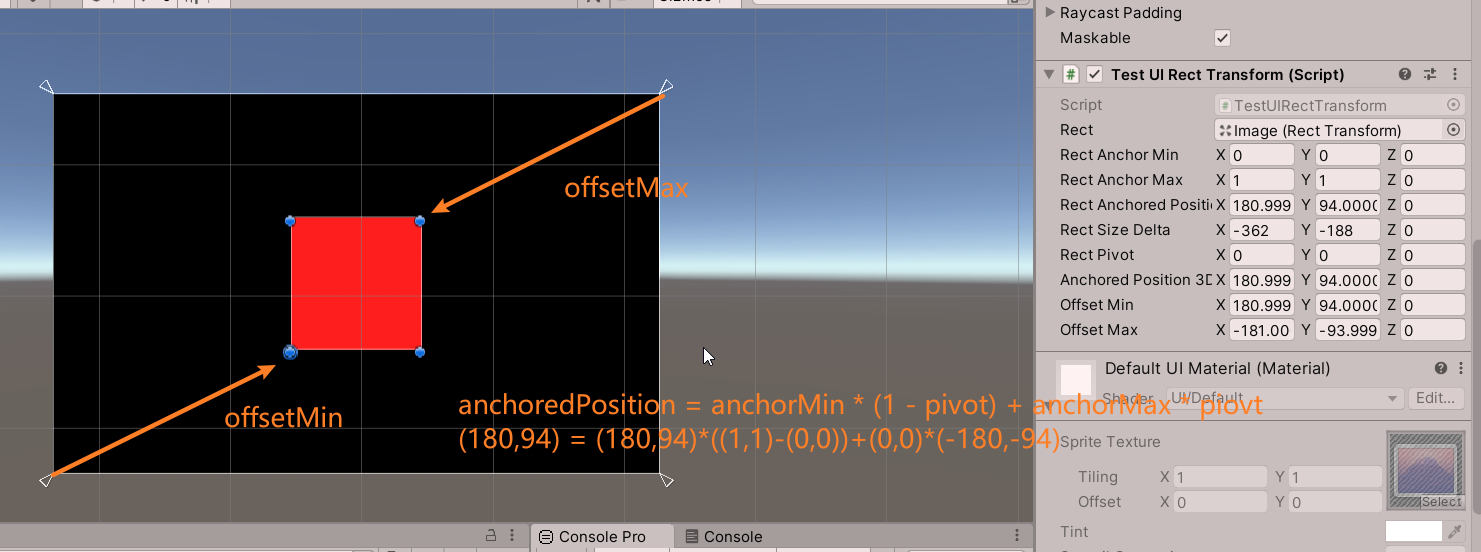 Raycast Padding
Maskable
Test UI Rect Transform (Script)
Script TestUIRectTransform
Rect Image (Rect Transform)
Rect Anchor Min X 0 Y 0 Z 0
Rect Anchor Max X 1 Y 1 Z 0
Rect Anchored Positi X 180.999 Y 94.0000 Z 0
Rect Size Delta X -362 Y -188 Z 0
Rect Pivot X 0 Y 0 Z 0
Anchored Position 3D X 180.999 Y 94.0000 Z 0
Offset Min X 180.999 Y 94.0000 Z 0
Offset Max X -181.00 Y -93.999 Z 0
offsetMax
offsetMin
anchoredPosition = anchorMin * (1 - pivot) + anchorMax * piovt
(180,94) = (180,94)*((1,1)-(0,0))+(0,0)*(-180,-94)
Default UI Material (Material)
Shader UI/Default Edit...
Sprite Texture
Tiling X 1 Y 1
Offset X 0 Y 0
Select
Tint
Console Pro
Console